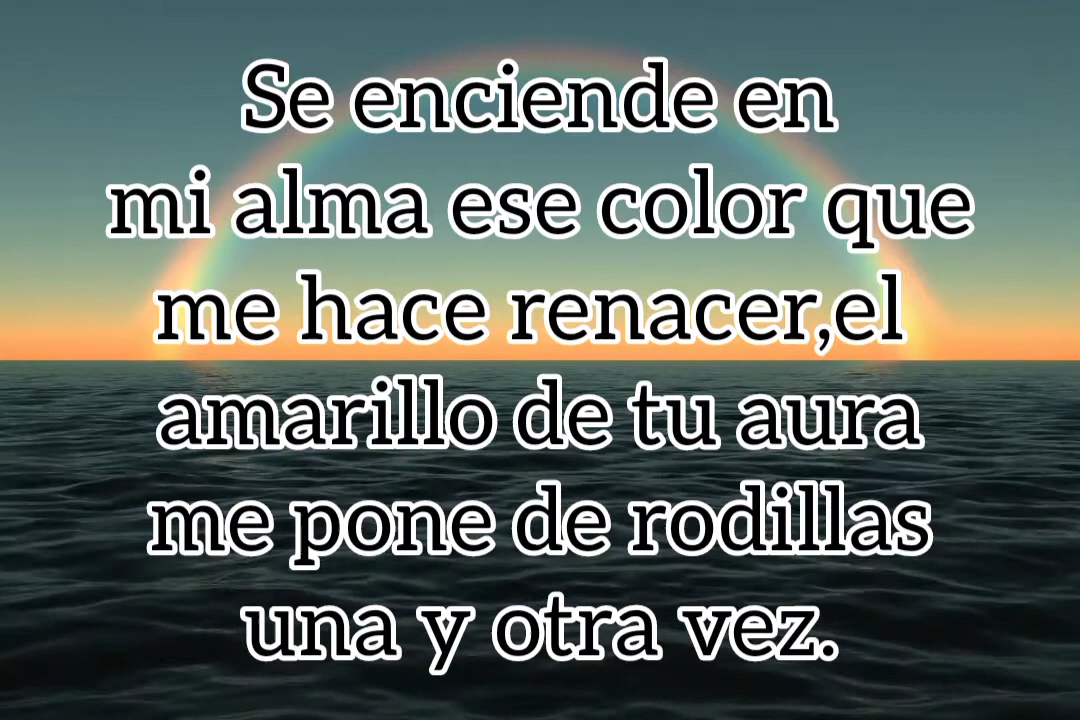 Se enciende en
mi alma ese color que
me hace renacer,el
amarillo de tu aura
me pone de rodillas
una y otra vez.